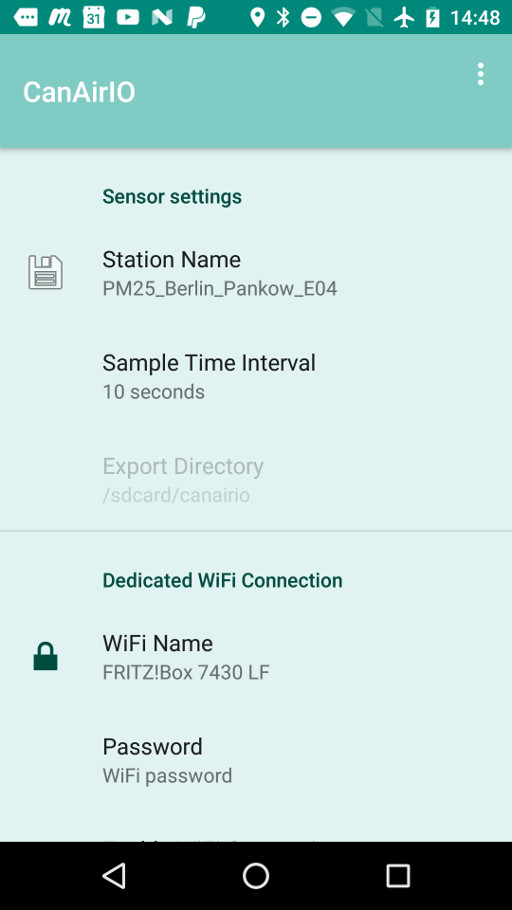 31
14:48
CanAirIO
Sensor settings
Station Name
PM25_Berlin_Pankow_E04
Sample Time Interval
10 seconds
Export Directory
/sdcard/canairio
Dedicated WiFi Connection
WiFi Name
FRITZ!Box 7430 LF
Password
WiFi password